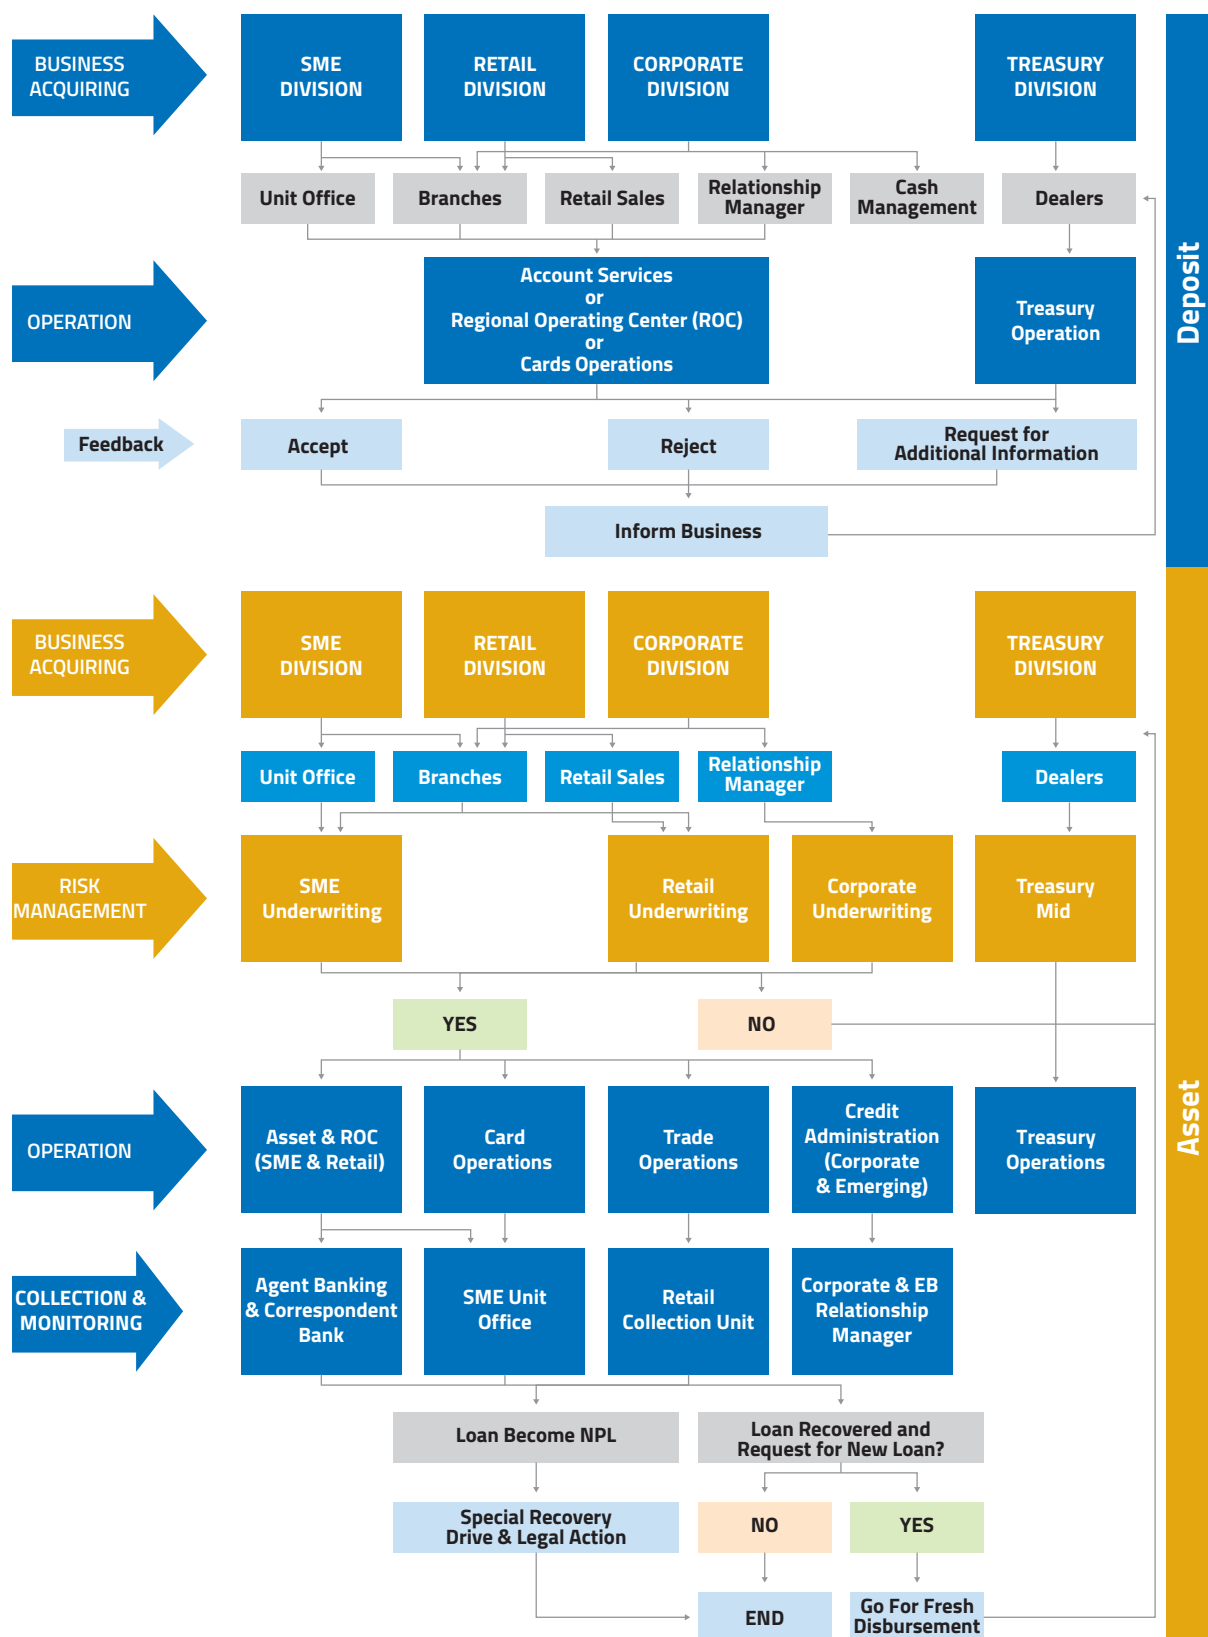 BUSINESS
ACQUIRING
SME
DIVISION
RETAIL
DIVISION
CORPORATE
DIVISION
TREASURY
DIVISION
Unit Office
Branches
Retail Sales
Relationship
Manager
Cash
Management
Dealers
OPERATION
Account Services
or
Regional Operating Center (ROC)
or
Cards Operations
Treasury
Operation
Deposit
Feedback
Accept
Reject
Request for
Additional Information
Inform Business
BUSINESS
ACQUIRING
SME
DIVISION
RETAIL
DIVISION
CORPORATE
DIVISION
TREASURY
DIVISION
Unit Office
Branches
Retail Sales
Relationship
Manager
Dealers
RISK
MANAGEMENT
SME
Underwriting
Retail
Underwriting
Corporate
Underwriting
Treasury
Mid
YES
NO
Asset
OPERATION
Asset & ROC
(SME & Retail)
Card
Operations
Trade
Operations
Credit
Administration
(Corporate
& Emerging)
Treasury
Operations
COLLECTION &
MONITORING
Agent Banking
& Correspondent
Bank
SME Unit
Office
Retail
Collection Unit
Corporate & EB
Relationship
Manager
Loan Become NPL
Loan Recovered and
Request for New Loan?
Special Recovery
Drive & Legal Action
NO
YES
END
Go For Fresh
Disbursement